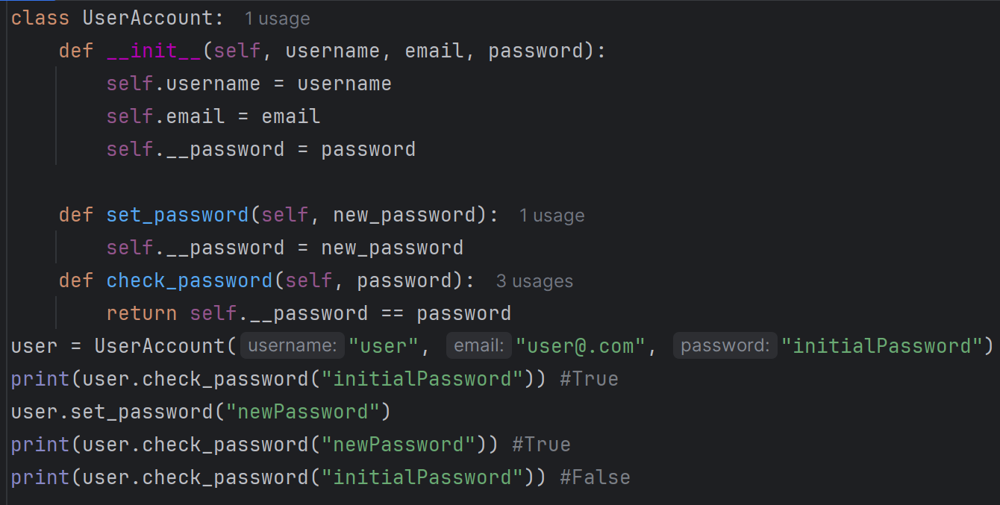 class UserAccount: 1 usage
    def __init__(self, username, email, password):
        self.username = username
        self.email = email
        self.__password = password

    def set_password(self, new_password): 1 usage
        self.__password = new_password
    def check_password(self, password): 3 usages
        return self.__password == password
user = UserAccount( username: "user", email: "user@.com", password: "initialPassword")
print(user.check_password("initialPassword")) #True
user.set_password("newPassword")
print(user.check_password("newPassword")) #True
print(user.check_password("initialPassword")) #False